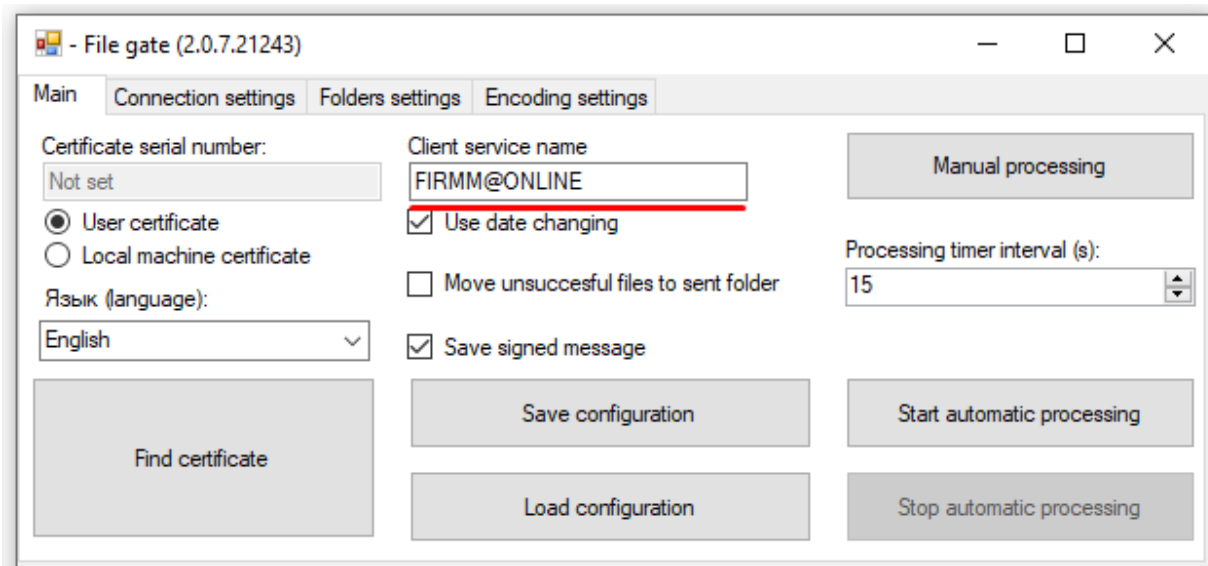 - File gate (2.0.7.21243)
Main Connection settings Folders settings Encoding settings
Certificate serial number:
Not set
User certificate
Local machine certificate
Язык (language):
English
Find certificate
Client service name
FIRMM@ONLINE
Use date changing
Move unsuccesful files to sent folder
Save signed message
Save configuration
Load configuration
Manual processing
Processing timer interval (s):
15
Start automatic processing
Stop automatic processing